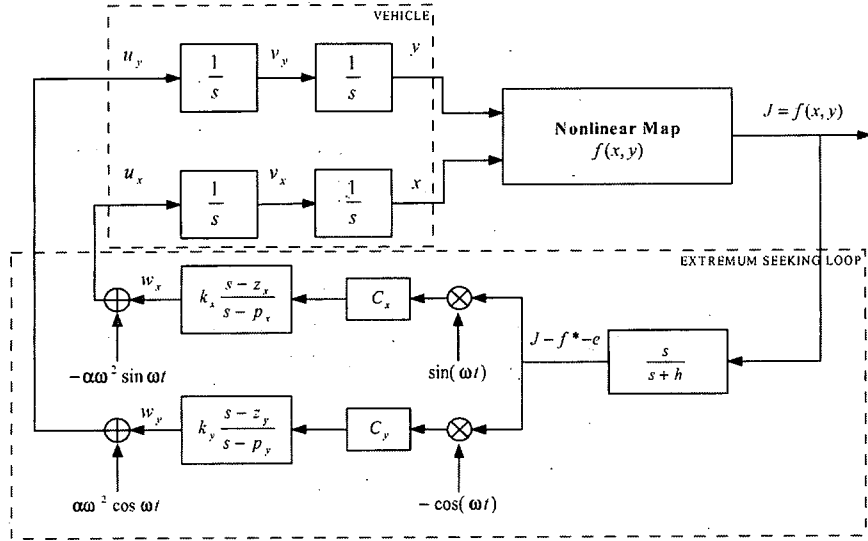 VEHICLE
u_y
1/s
v_y
1/s
y
Nonlinear Map
f(x, y)
J = f(x, y)
u_x
1/s
v_x
1/s
x
EXTREMUM SEEKING LOOP
w_x
k_x (s − z_x)/(s − p_x)
C_x
J − f* − e
s/(s + h)
−αω² sin ωt
sin(ωt)
w_y
k_y (s − z_y)/(s − p_y)
C_y
αω² cos ωt
− cos(ωt)